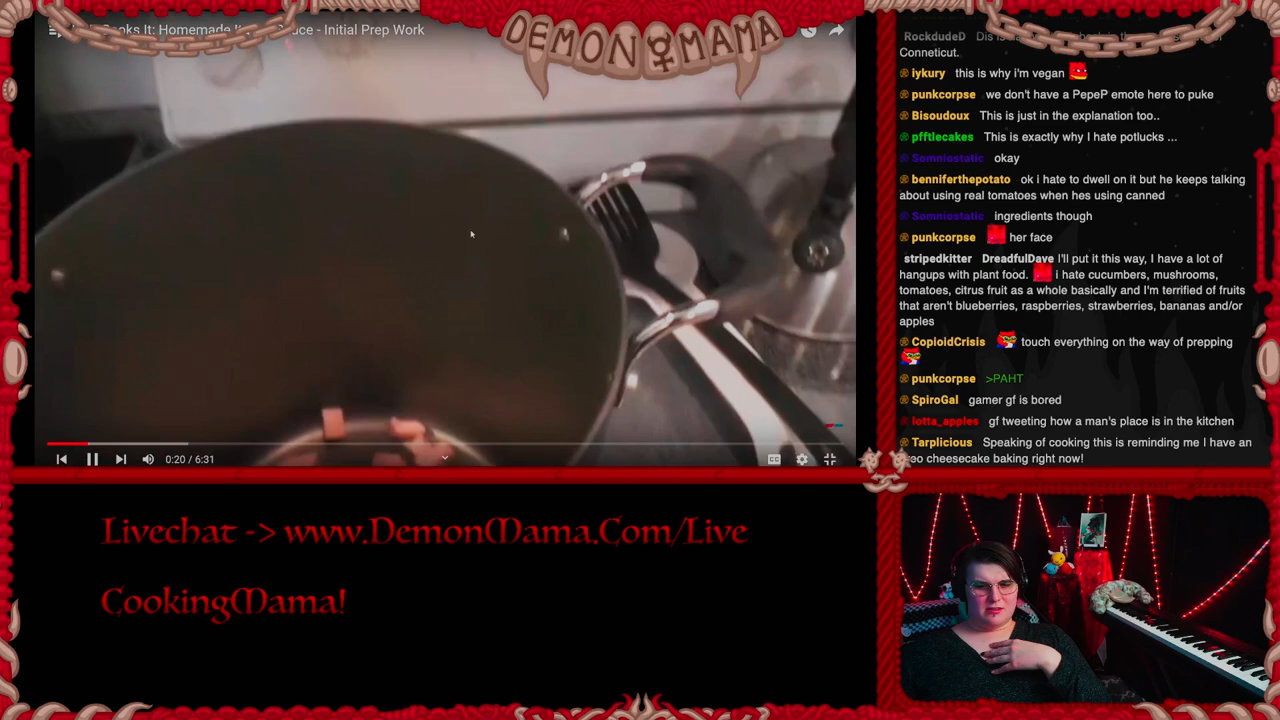 ooks It: Homemade
uce - Initial Prep Work
DEMON MAMA
0:20 / 6:31
CC
Livechat -> www.DemonMama.Com/Live
CookingMama!
RockdudeD
Conneticut.
iykury this is why i'm vegan
punkcorpse we don't have a PepeP emote here to puke
Bisoudoux This is just in the explanation too..
pfftlecakes This is exactly why I hate potlucks ...
Somniostatic okay
benniferthepotato ok i hate to dwell on it but he keeps talking
about using real tomatoes when hes using canned
Somniostatic ingredients though
punkcorpse her face
stripedkitter DreadfulDave I'll put it this way, I have a lot of
hangups with plant food. i hate cucumbers, mushrooms,
tomatoes, citrus fruit as a whole basically and I'm terrified of fruits
that aren't blueberries, raspberries, strawberries, bananas and/or
apples
CopioidCrisis touch everything on the way of prepping
punkcorpse >PAHT
SpiroGal gamer gf is bored
lotta_apples gf tweeting how a man's place is in the kitchen
Tarplicious Speaking of cooking this is reminding me I have an
eo cheesecake baking right now!